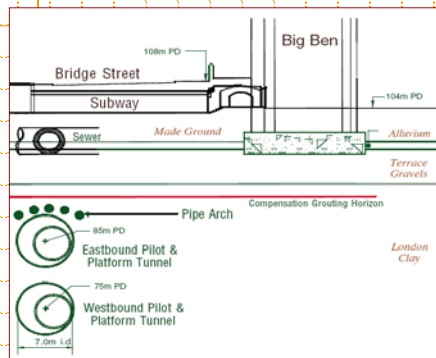 Big Ben
108m PD
Bridge Street
Subway
104m PD
Sewer
Made Ground
Alluvium
Terrace
Gravels
Compensation Grouting Horizon
Pipe Arch
London
Clay
85m PD
Eastbound Pilot &
Platform Tunnel
75m PD
Westbound Pilot &
Platform Tunnel
7.0m i.d.